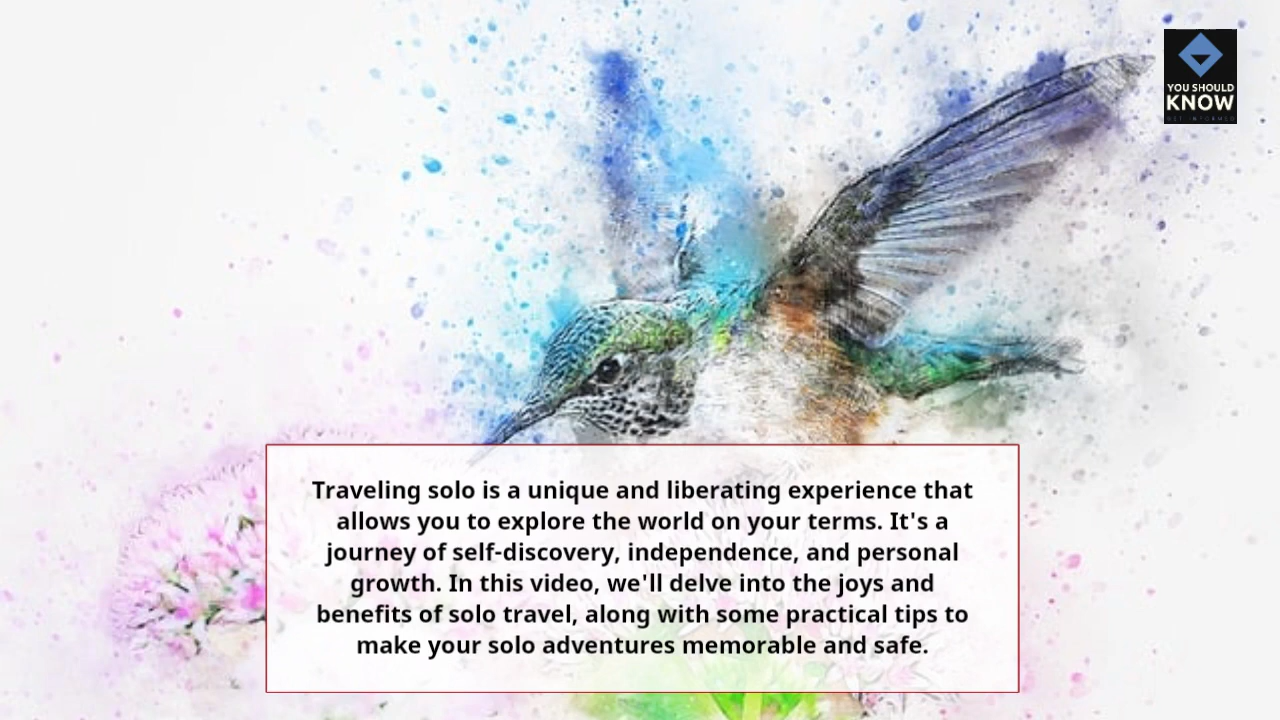 YOU SHOULD
KNOW
GET INFORMED
Traveling solo is a unique and liberating experience that
allows you to explore the world on your terms. It's a
journey of self-discovery, independence, and personal
growth. In this video, we'll delve into the joys and
benefits of solo travel, along with some practical tips to
make your solo adventures memorable and safe.